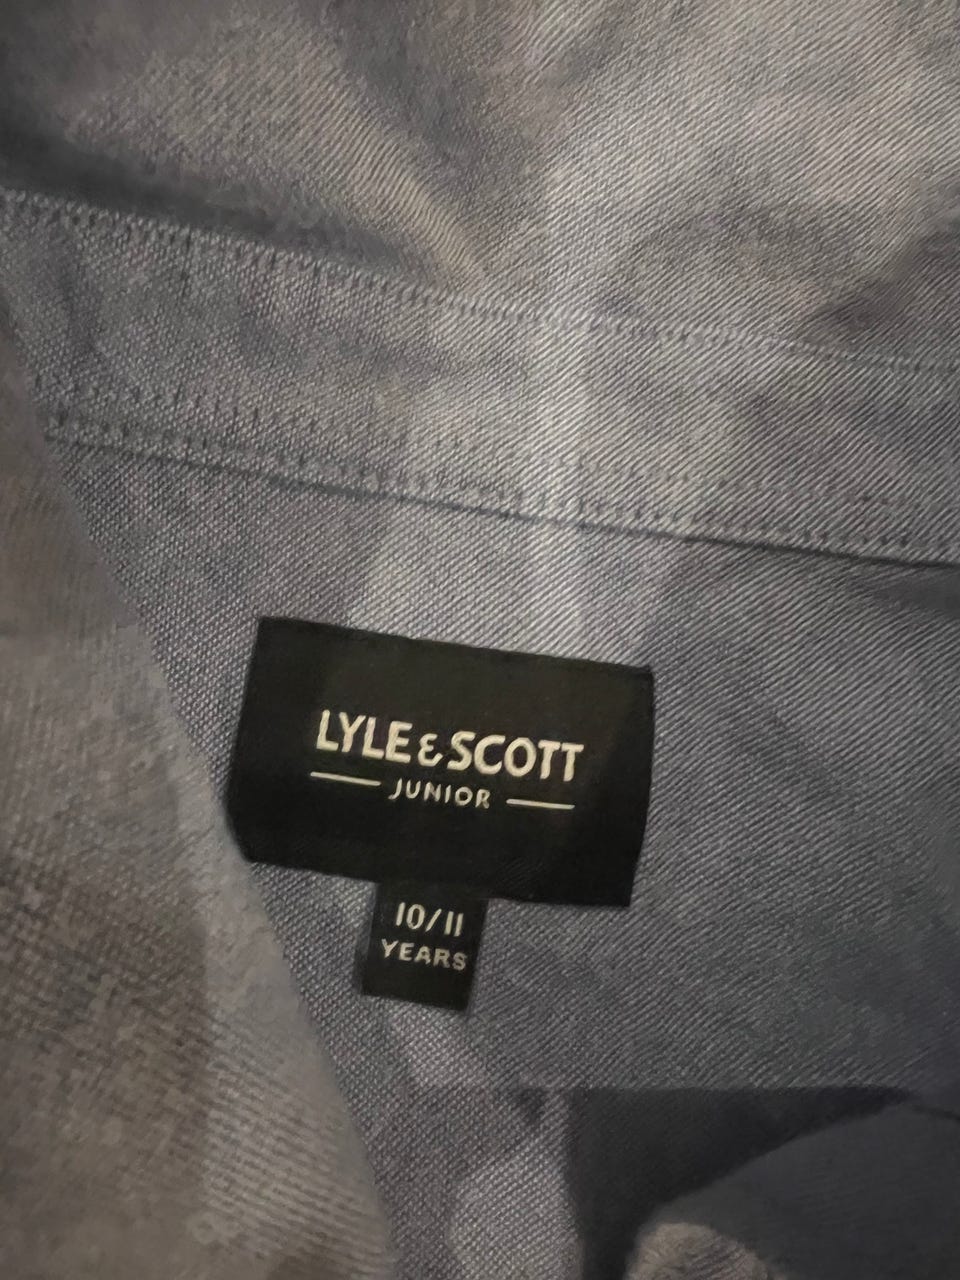 LYLE & SCOTT
JUNIOR
10/11
YEARS